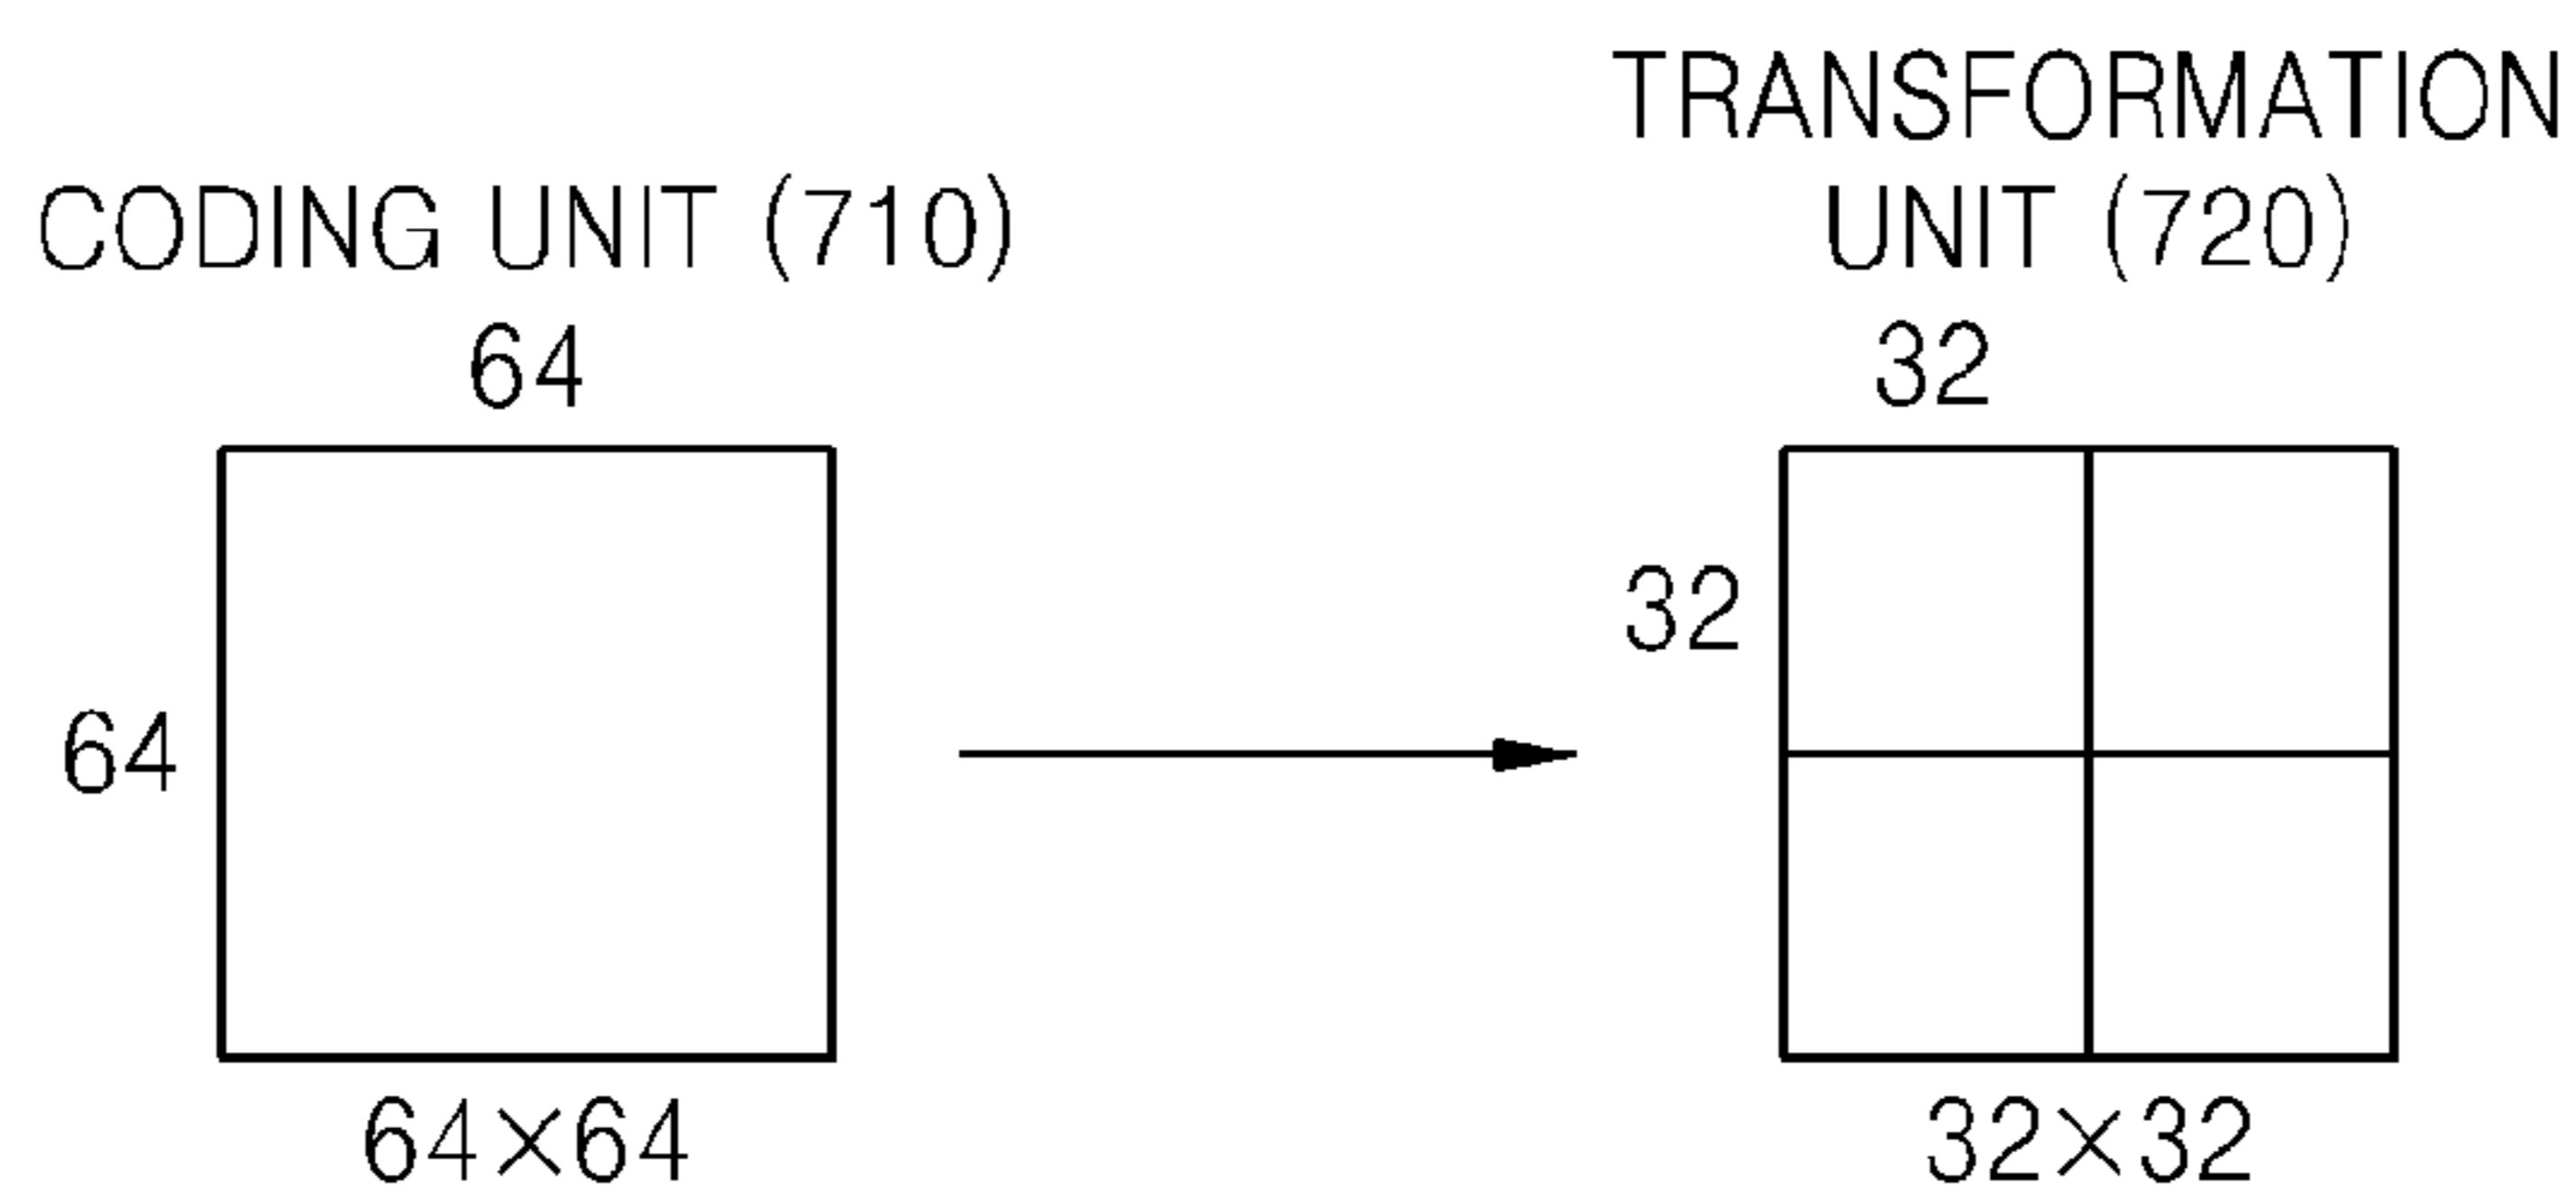 CODING UNIT (710)
64
64
64×64
TRANSFORMATION
UNIT (720)
32
32
32×32